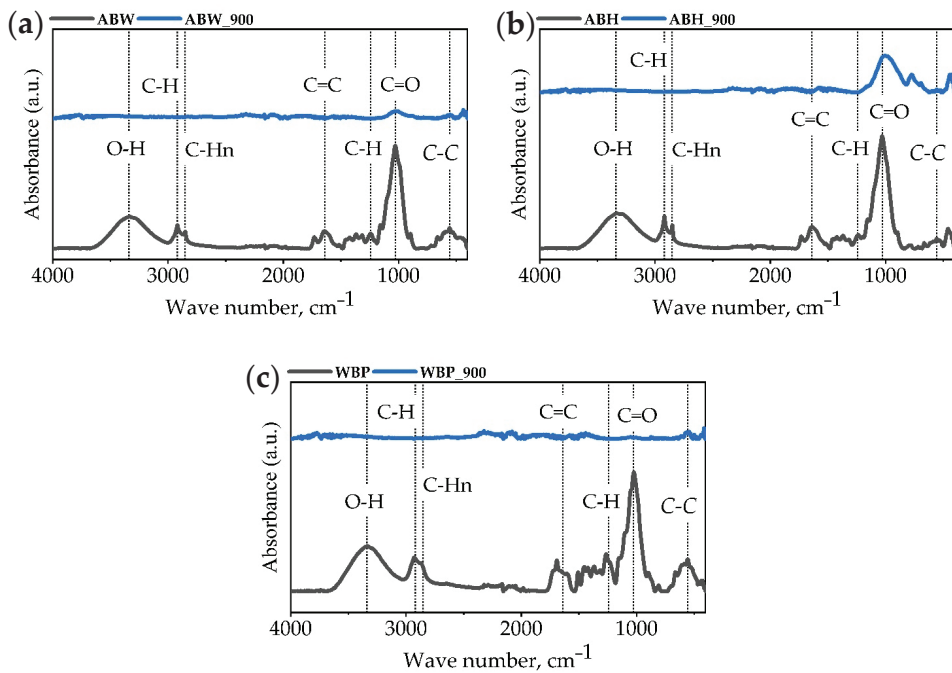 (a)
ABW ABW_900
Absorbance (a.u.)
C-H
C=C
C=O
O-H
C-Hn
C-H
C-C
4000 3000 2000 1000
Wave number, cm⁻¹
(b)
ABH ABH_900
Absorbance (a.u.)
C-H
C=C
C=O
O-H
C-Hn
C-H
C-C
4000 3000 2000 1000
Wave number, cm⁻¹
(c)
WBP WBP_900
Absorbance (a.u.)
C-H
C=C
C=O
O-H
C-Hn
C-H
C-C
4000 3000 2000 1000
Wave number, cm⁻¹